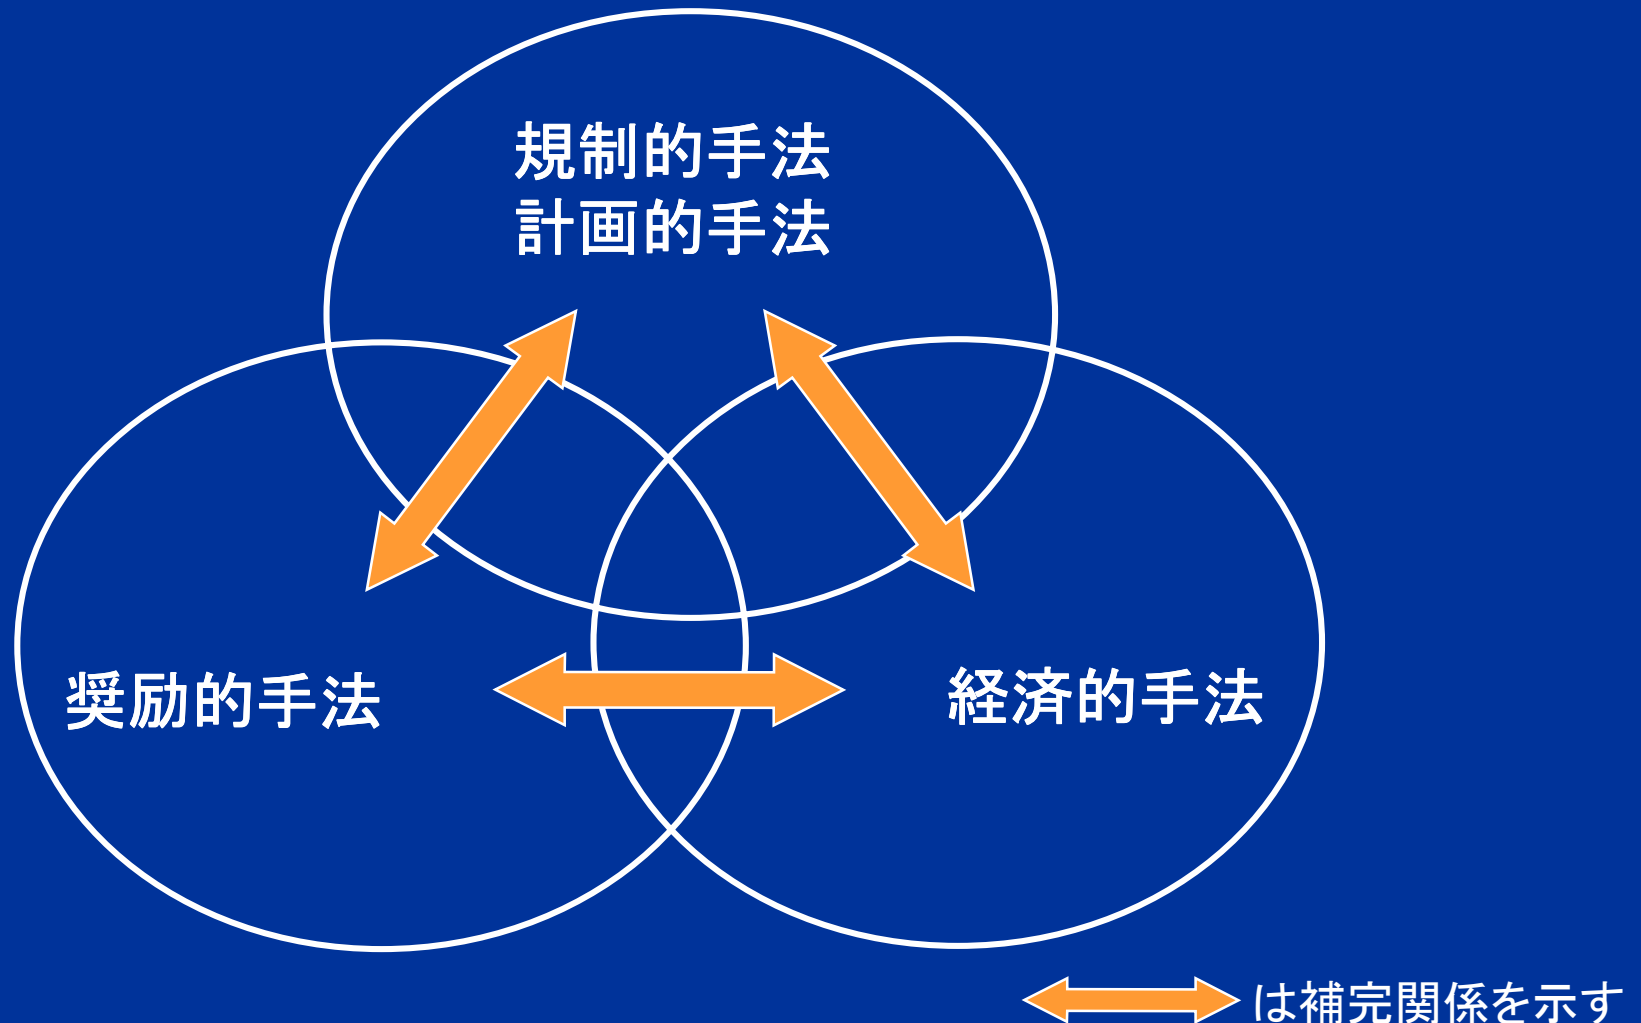 規制的手法
計画的手法
奨励的手法
経済的手法
は補完関係を示す